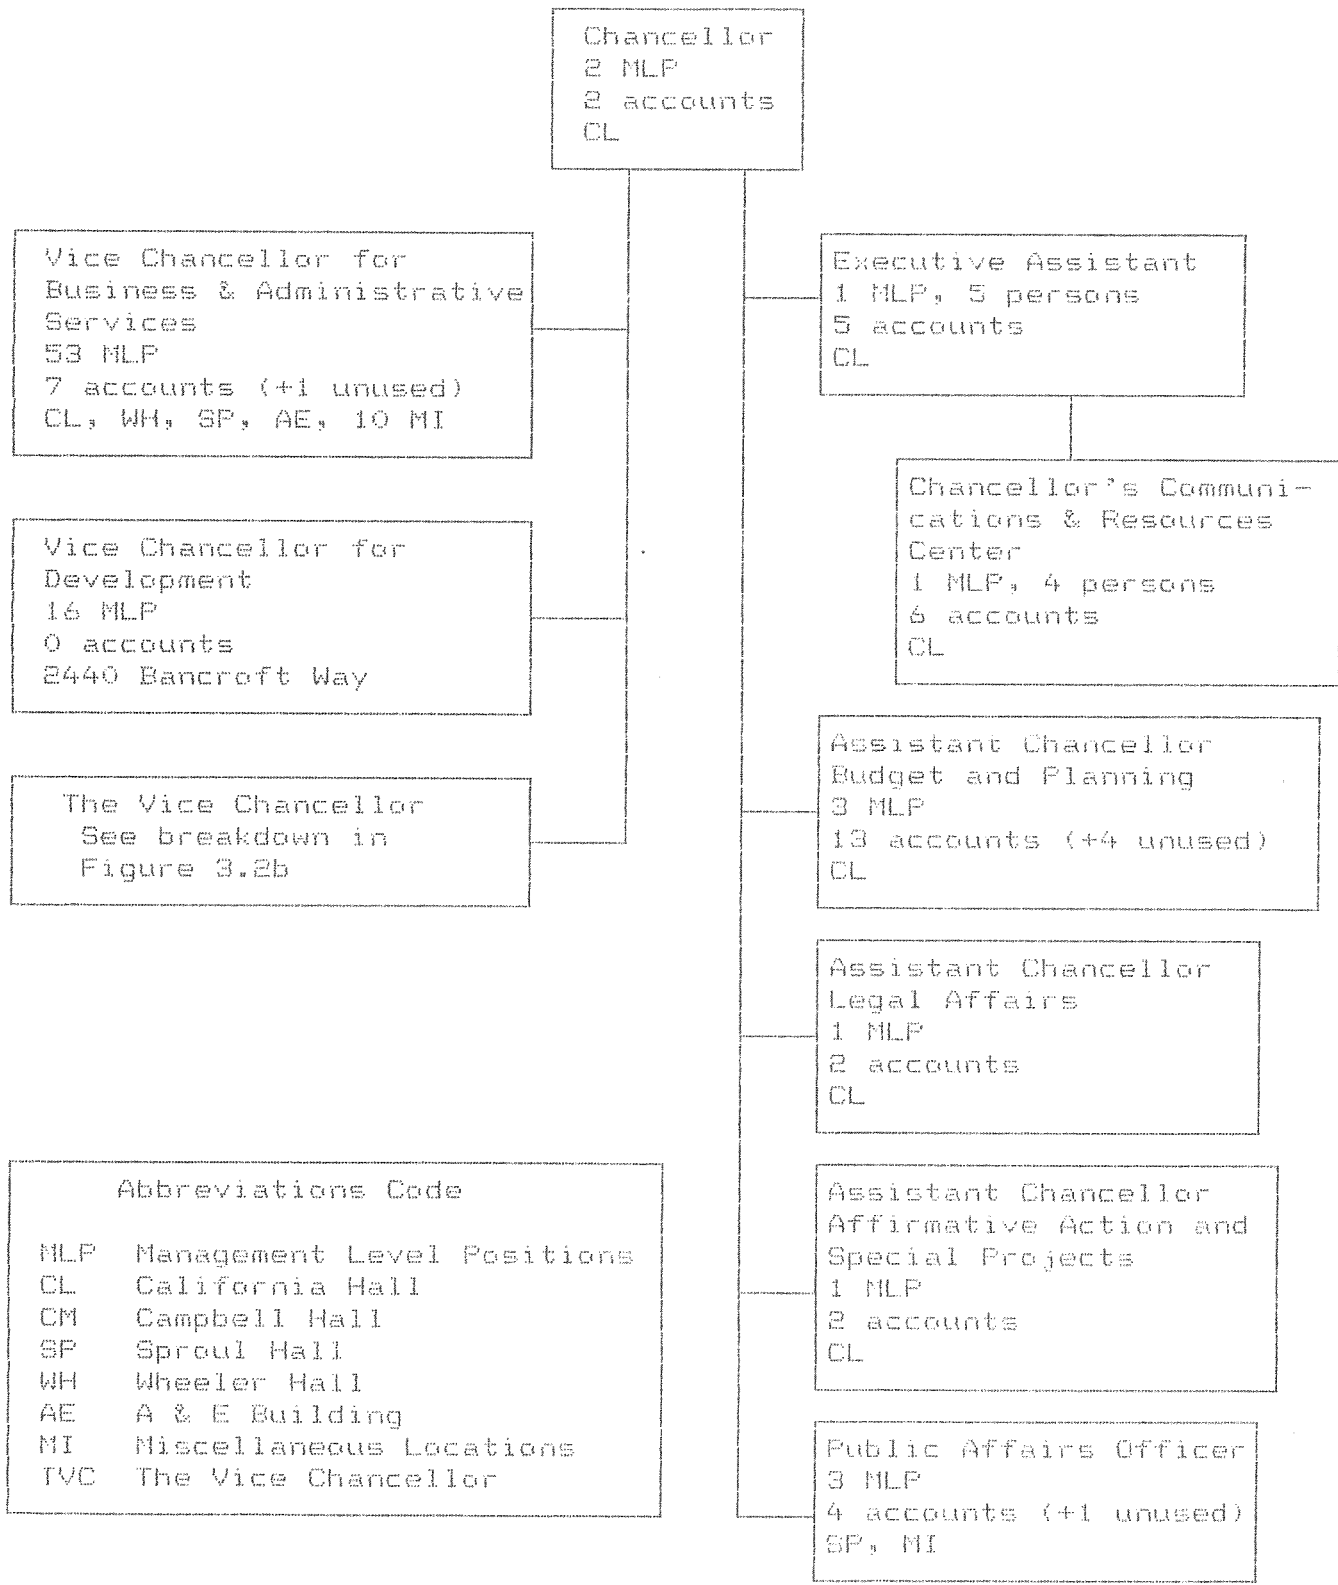 Chancellor
2 MLP
2 accounts
CL
Vice Chancellor for
Business & Administrative
Services
53 MLP
7 accounts (+1 unused)
CL, WH, SP, AE, 10 MI
Vice Chancellor for
Development
16 MLP
0 accounts
2440 Bancroft Way
The Vice Chancellor
See breakdown in
Figure 3.2b
Executive Assistant
1 MLP, 5 persons
5 accounts
CL
Chancellor's Communi-
cations & Resources
Center
1 MLP, 4 persons
6 accounts
CL
Assistant Chancellor
Budget and Planning
3 MLP
13 accounts (+4 unused)
CL
Assistant Chancellor
Legal Affairs
1 MLP
2 accounts
CL
Assistant Chancellor
Affirmative Action and
Special Projects
1 MLP
2 accounts
CL
Public Affairs Officer
3 MLP
4 accounts (+1 unused)
SP, MI
Abbreviations Code
MLP Management Level Positions
CL California Hall
CM Campbell Hall
SP Sproul Hall
WH Wheeler Hall
AE A & E Building
MI Miscellaneous Locations
TVC The Vice Chancellor